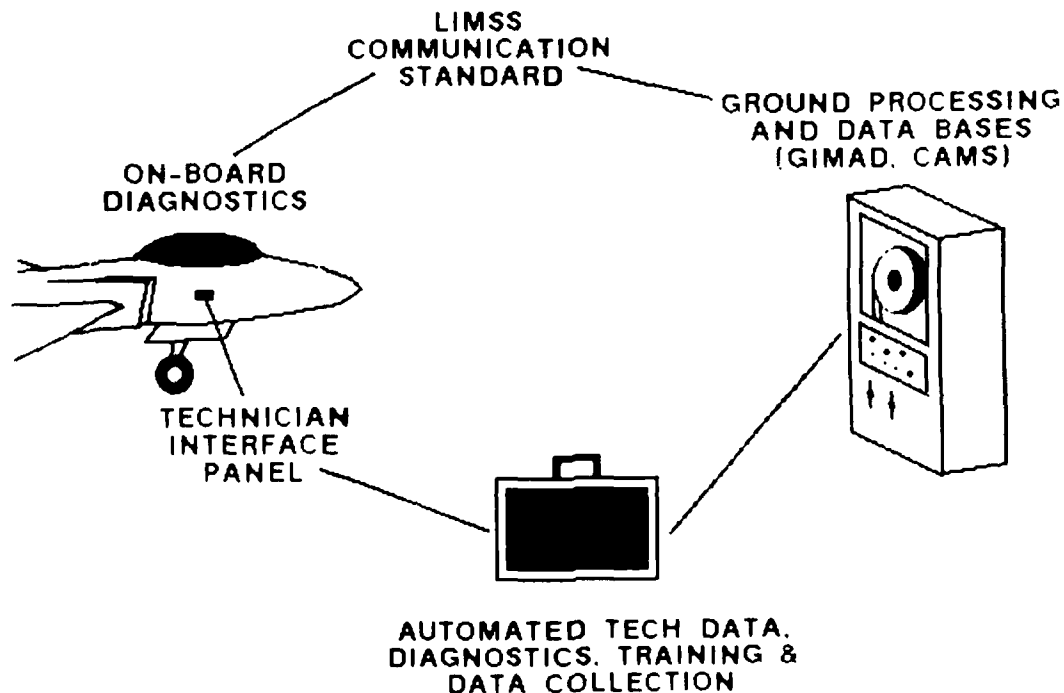 LIMSS
COMMUNICATION
STANDARD
GROUND PROCESSING
AND DATA BASES
(GIMAD, CAMS)
ON-BOARD
DIAGNOSTICS
TECHNICIAN
INTERFACE
PANEL
AUTOMATED TECH DATA,
DIAGNOSTICS, TRAINING &
DATA COLLECTION